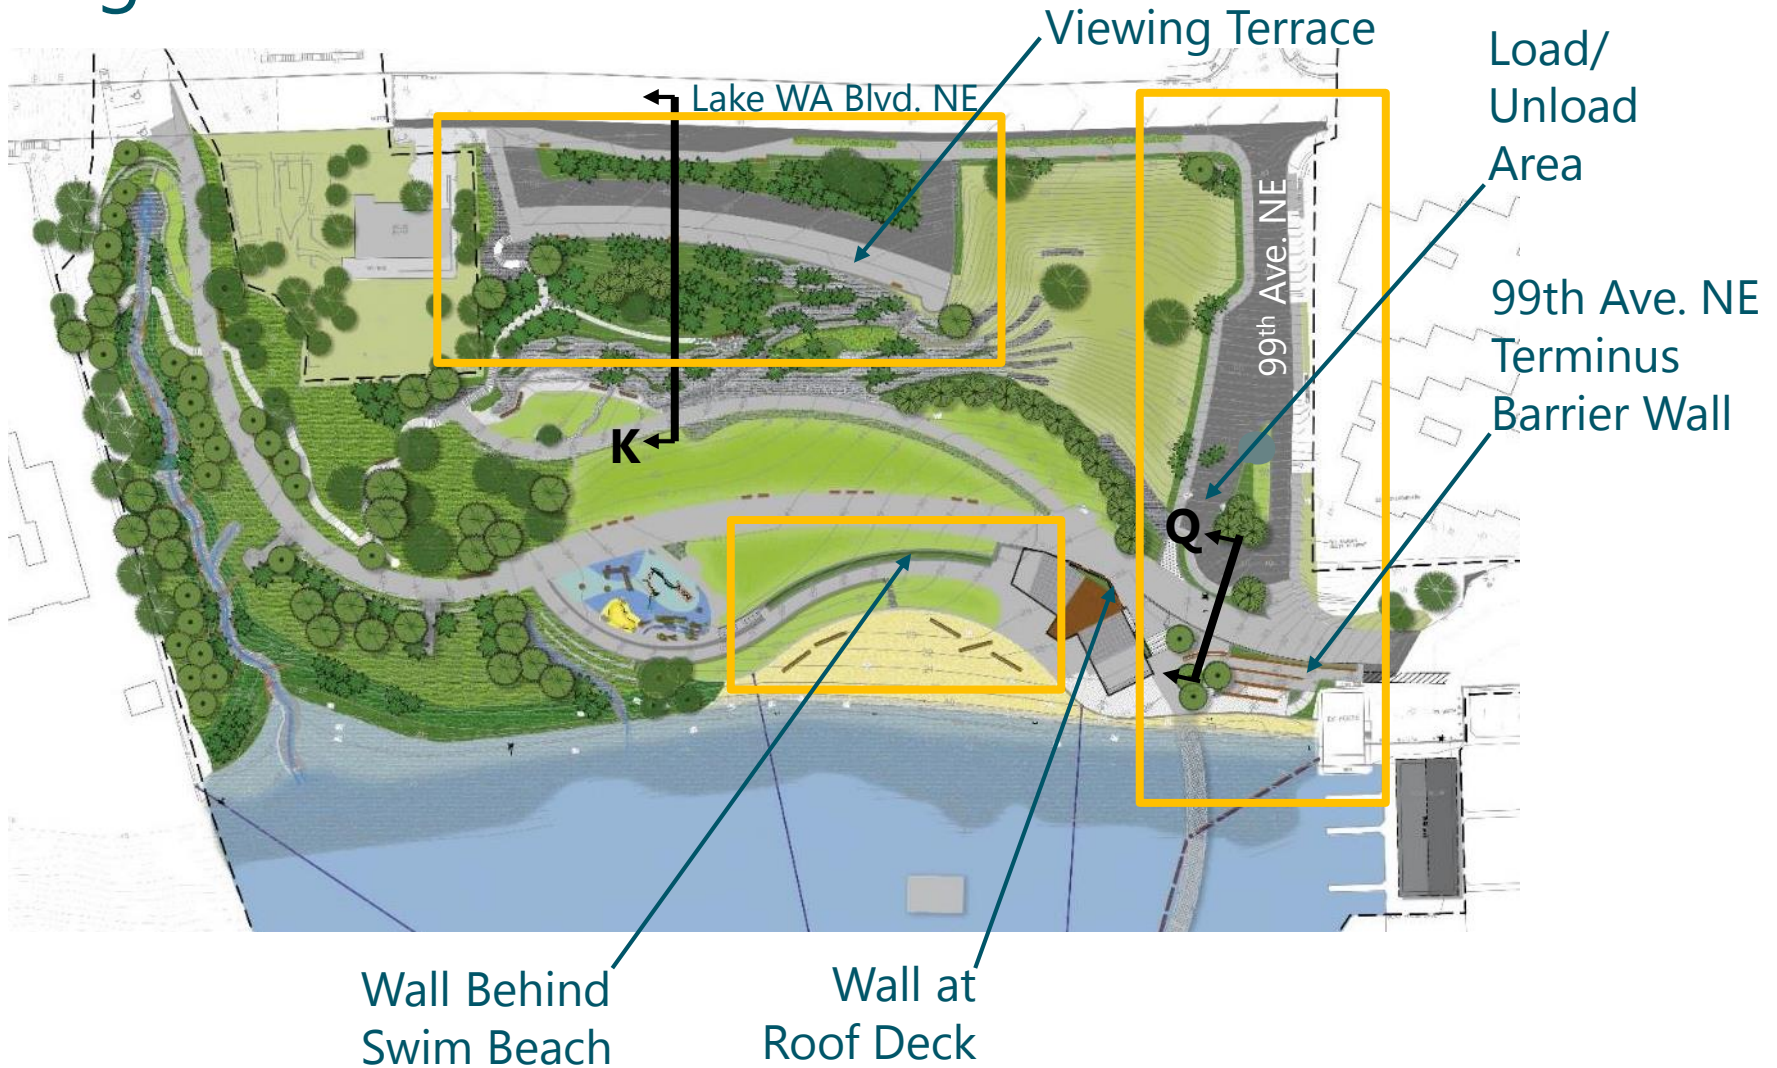 Viewing Terrace
Load/
Unload
Area
Lake WA Blvd. NE
99th Ave. NE
99th Ave. NE
Terminus
Barrier Wall
K
Q
Wall Behind
Swim Beach
Wall at
Roof Deck